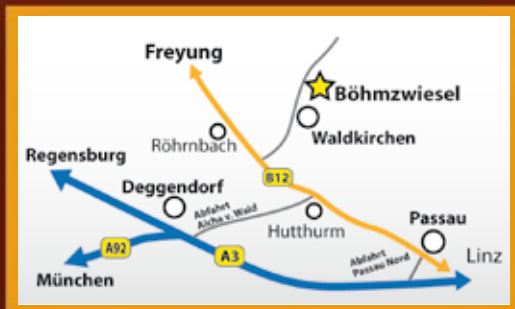 Freyung
Böhmzwiesel
Röhrnbach
Waldkirchen
Regensburg
B12
Deggendorf
Abfahrt
Aicha v. Wald
Hutthurm
Passau
A92
A3
Abfahrt
Passau Nord
Linz
München